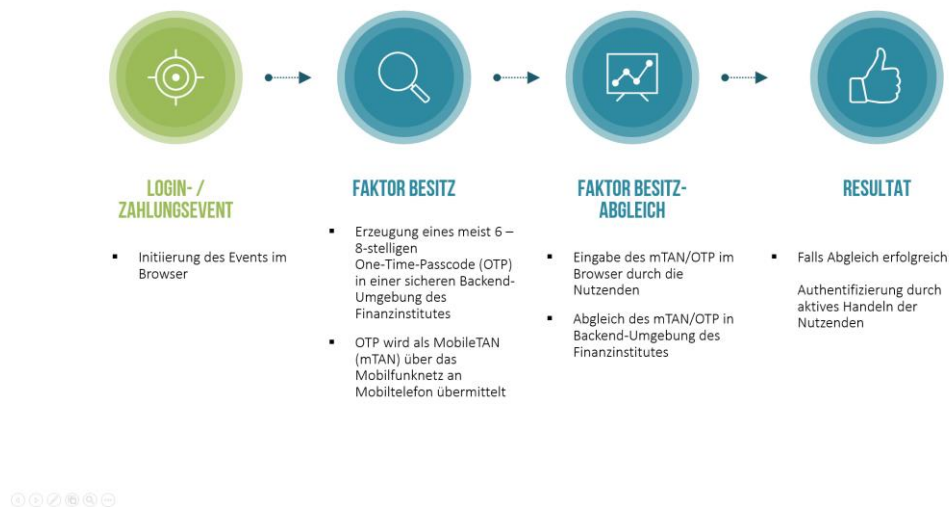 LOGIN- /
ZAHLUNGSEVENT
▪ Initiierung des Events im
Browser
FAKTOR BESITZ
▪ Erzeugung eines meist 6 –
8-stelligen
One-Time-Passcode (OTP)
in einer sicheren Backend-
Umgebung des
Finanzinstitutes
▪ OTP wird als MobileTAN
(mTAN) über das
Mobilfunknetz an
Mobiltelefon übermittelt
FAKTOR BESITZ-
ABGLEICH
▪ Eingabe des mTAN/OTP im
Browser durch die
Nutzenden
▪ Abgleich des mTAN/OTP in
Backend-Umgebung des
Finanzinstitutes
RESULTAT
▪ Falls Abgleich erfolgreich
Authentifizierung durch
aktives Handeln der
Nutzenden